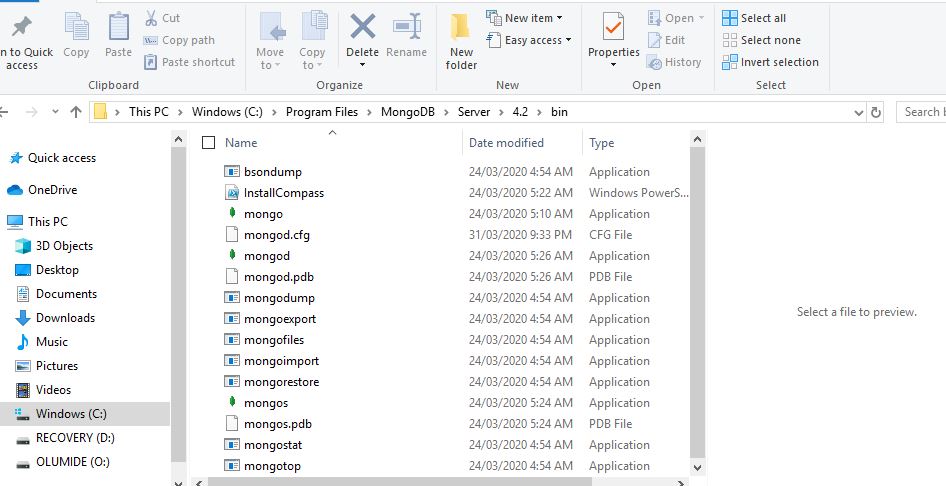 n to Quick access
Copy
Paste
Cut
Copy path
Paste shortcut
Clipboard
Move to
Copy to
Delete
Rename
Organize
New folder
New item
Easy access
New
Properties
Open
Edit
History
Open
Select all
Select none
Invert selection
Select
This PC > Windows (C:) > Program Files > MongoDB > Server > 4.2 > bin
Search b
Quick access
OneDrive
This PC
3D Objects
Desktop
Documents
Downloads
Music
Pictures
Videos
Windows (C:)
RECOVERY (D:)
OLUMIDE (O:)
Name Date modified Type
bsondump 24/03/2020 4:54 AM Application
InstallCompass 24/03/2020 5:22 AM Windows PowerS...
mongo 24/03/2020 5:10 AM Application
mongod.cfg 31/03/2020 9:33 PM CFG File
mongod 24/03/2020 5:26 AM Application
mongod.pdb 24/03/2020 5:26 AM PDB File
mongodump 24/03/2020 4:54 AM Application
mongoexport 24/03/2020 4:54 AM Application
mongofiles 24/03/2020 4:54 AM Application
mongoimport 24/03/2020 4:54 AM Application
mongorestore 24/03/2020 4:54 AM Application
mongos 24/03/2020 5:24 AM Application
mongos.pdb 24/03/2020 5:24 AM PDB File
mongostat 24/03/2020 4:54 AM Application
mongotop 24/03/2020 4:54 AM Application
Select a file to preview.